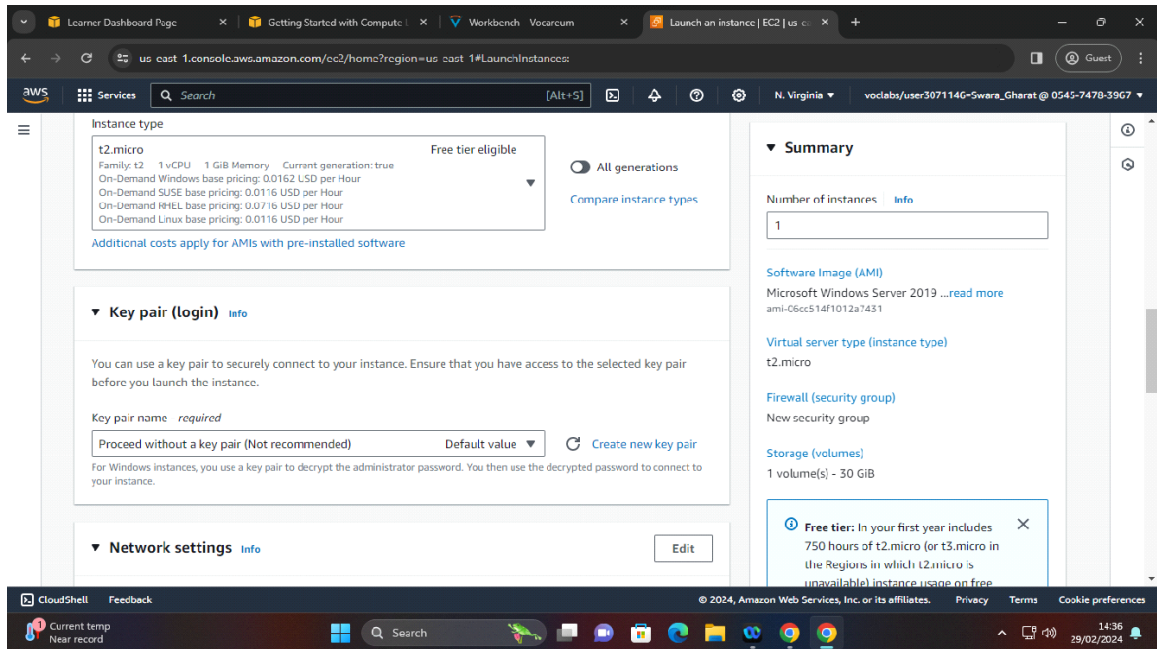 Learner Dashboard Page
Getting Started with Compute L
Workbench - Vocareum
Launch an instance | EC2 | us-ea
us-east-1.console.aws.amazon.com/ec2/home?region=us-east-1#LaunchInstances:
Guest
aws
Services
Search
[Alt+S]
N. Virginia
voclabs/user3071146=Swara_Gharat @ 0545-7478-3967
Instance type
t2.micro
Free tier eligible
Family: t2 1 vCPU 1 GiB Memory Current generation: true
On-Demand Windows base pricing: 0.0162 USD per Hour
On-Demand SUSE base pricing: 0.0116 USD per Hour
On-Demand RHEL base pricing: 0.0716 USD per Hour
On-Demand Linux base pricing: 0.0116 USD per Hour
All generations
Compare instance types
Additional costs apply for AMIs with pre-installed software
Key pair (login) Info
You can use a key pair to securely connect to your instance. Ensure that you have access to the selected key pair
before you launch the instance.
Key pair name - required
Proceed without a key pair (Not recommended)
Default value
Create new key pair
For Windows instances, you use a key pair to decrypt the administrator password. You then use the decrypted password to connect to
your instance.
Network settings Info
Edit
Summary
Number of instances Info
1
Software Image (AMI)
Microsoft Windows Server 2019 ...read more
ami-06cc514f1012a7431
Virtual server type (instance type)
t2.micro
Firewall (security group)
New security group
Storage (volumes)
1 volume(s) - 30 GiB
Free tier: In your first year includes
750 hours of t2.micro (or t3.micro in
the Regions in which t2.micro is
unavailable) instance usage on free
CloudShell
Feedback
© 2024, Amazon Web Services, Inc. or its affiliates.
Privacy
Terms
Cookie preferences
1
Current temp
Near record
Search
14:36
29/02/2024